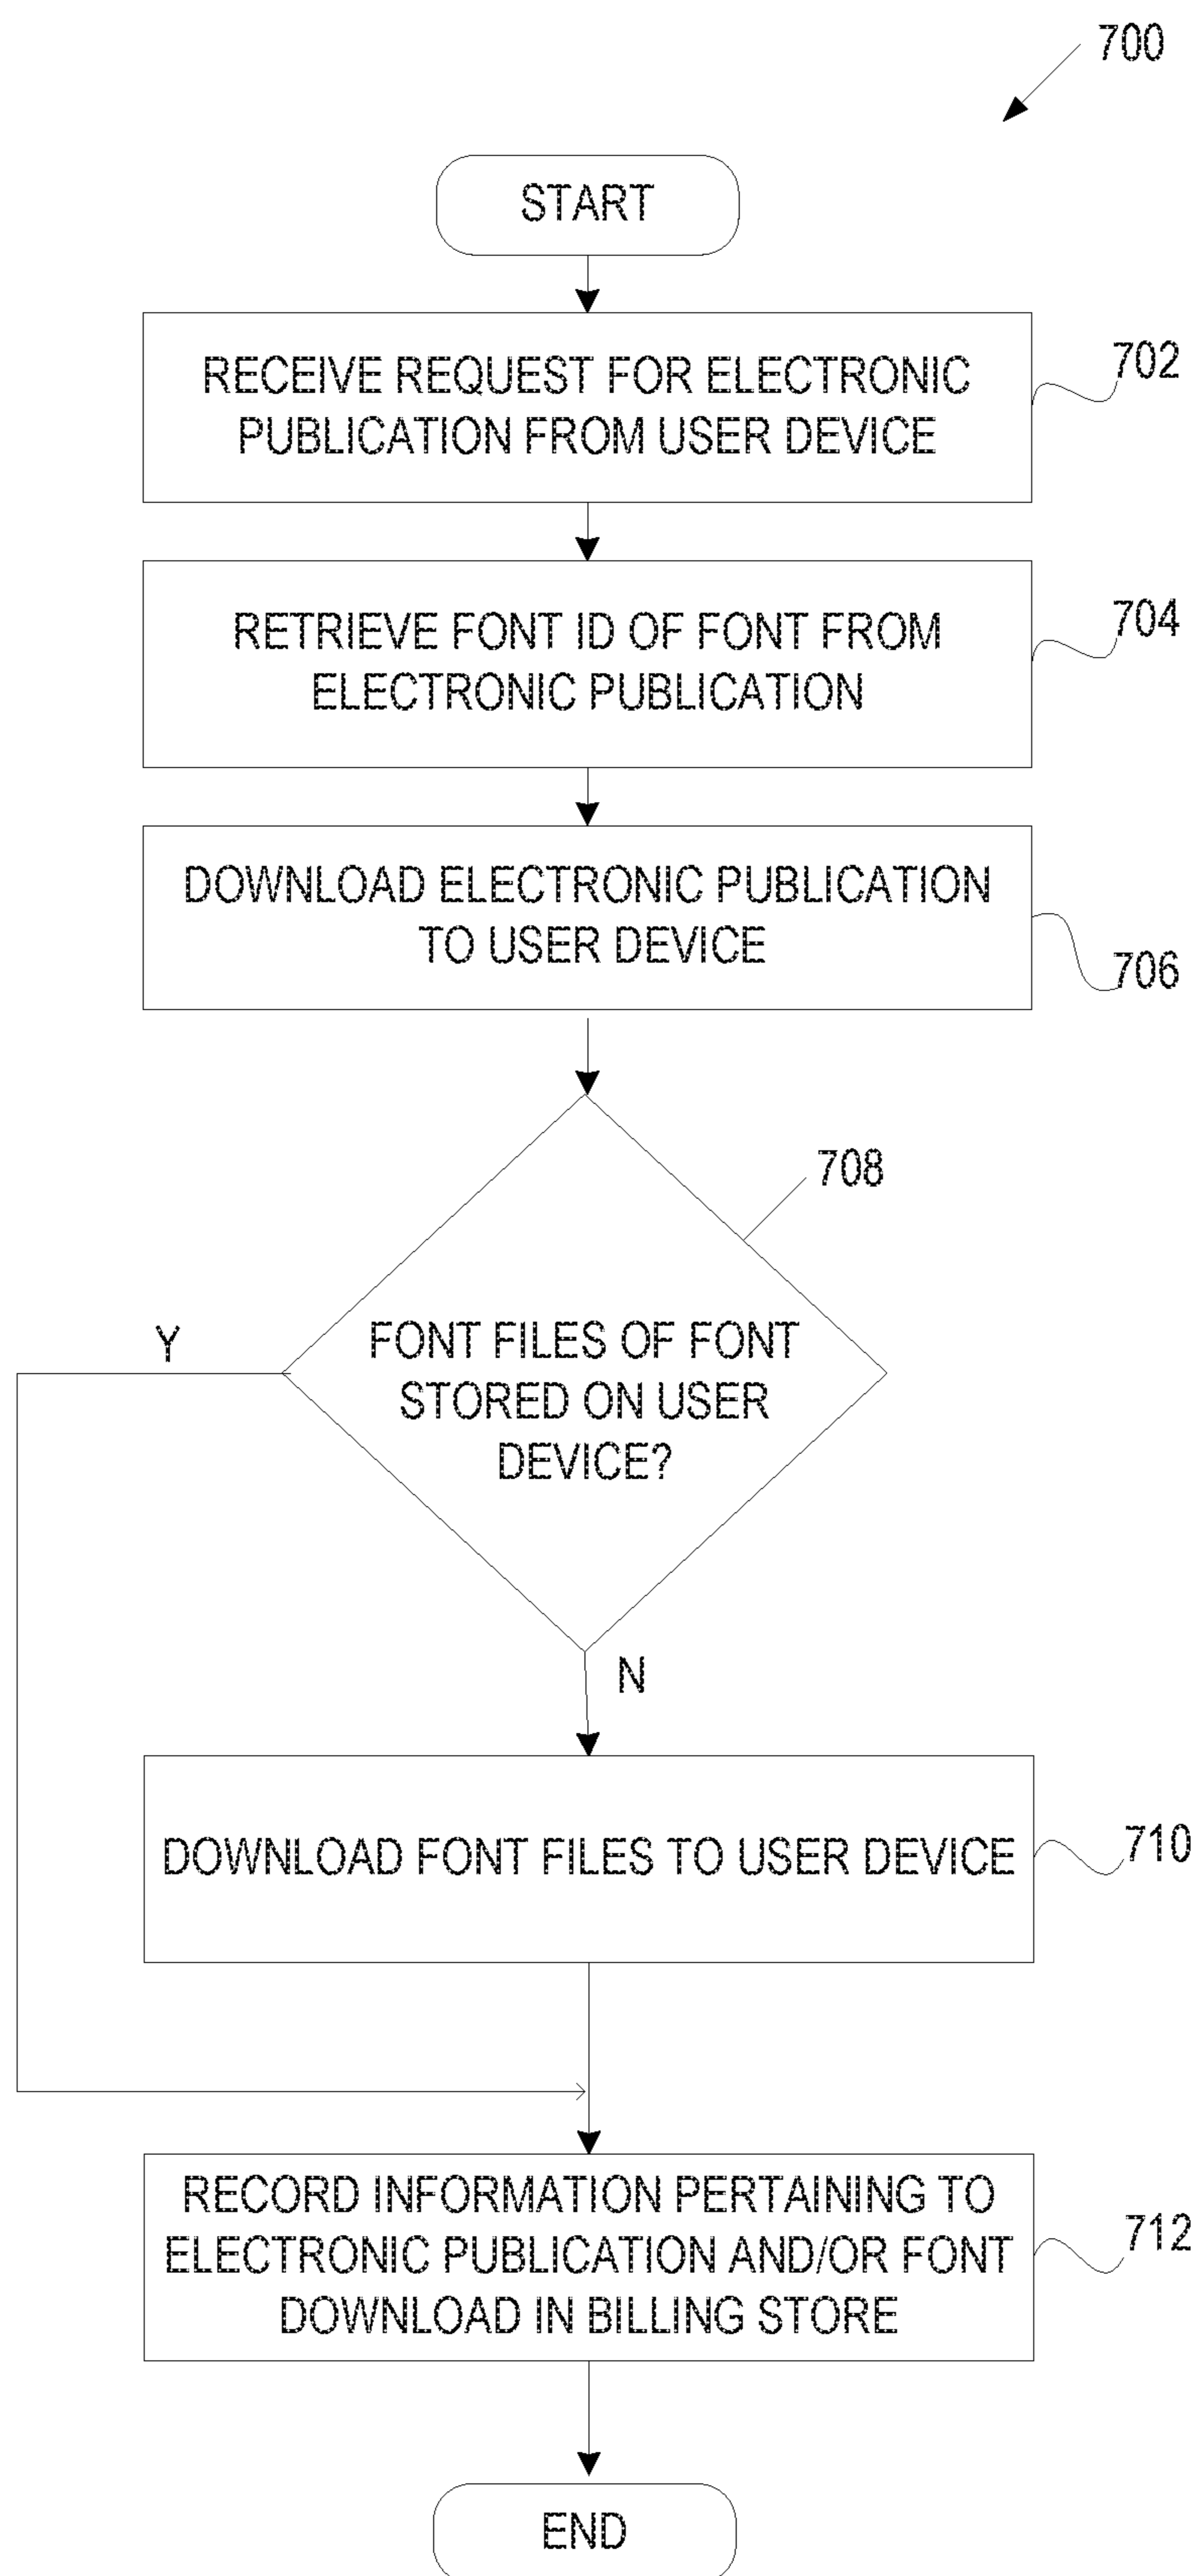 700
START
RECEIVE REQUEST FOR ELECTRONIC
PUBLICATION FROM USER DEVICE
702
RETRIEVE FONT ID OF FONT FROM
ELECTRONIC PUBLICATION
704
DOWNLOAD ELECTRONIC PUBLICATION
TO USER DEVICE
706
708
FONT FILES OF FONT
STORED ON USER
DEVICE?
Y
N
DOWNLOAD FONT FILES TO USER DEVICE
710
RECORD INFORMATION PERTAINING TO
ELECTRONIC PUBLICATION AND/OR FONT
DOWNLOAD IN BILLING STORE
712
END